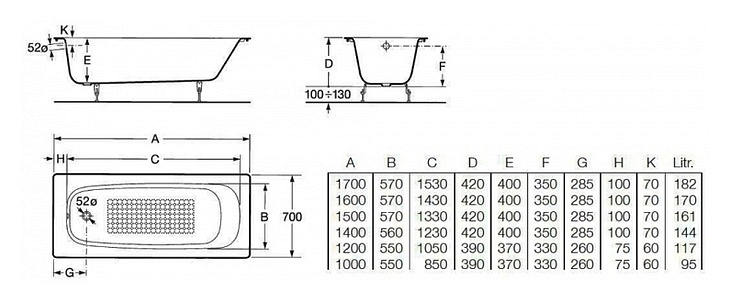 K
52ø
E
D
F
100÷130
A
H
C
52ø
B
700
G
A B C D E F G H K Litr.
1700 570 1530 420 400 350 285 100 70 182
1600 570 1430 420 400 350 285 100 70 170
1500 570 1330 420 400 350 285 100 70 161
1400 560 1230 420 400 350 285 100 70 144
1200 550 1050 390 370 330 260 75 60 117
1000 550 850 390 370 330 260 75 60 95